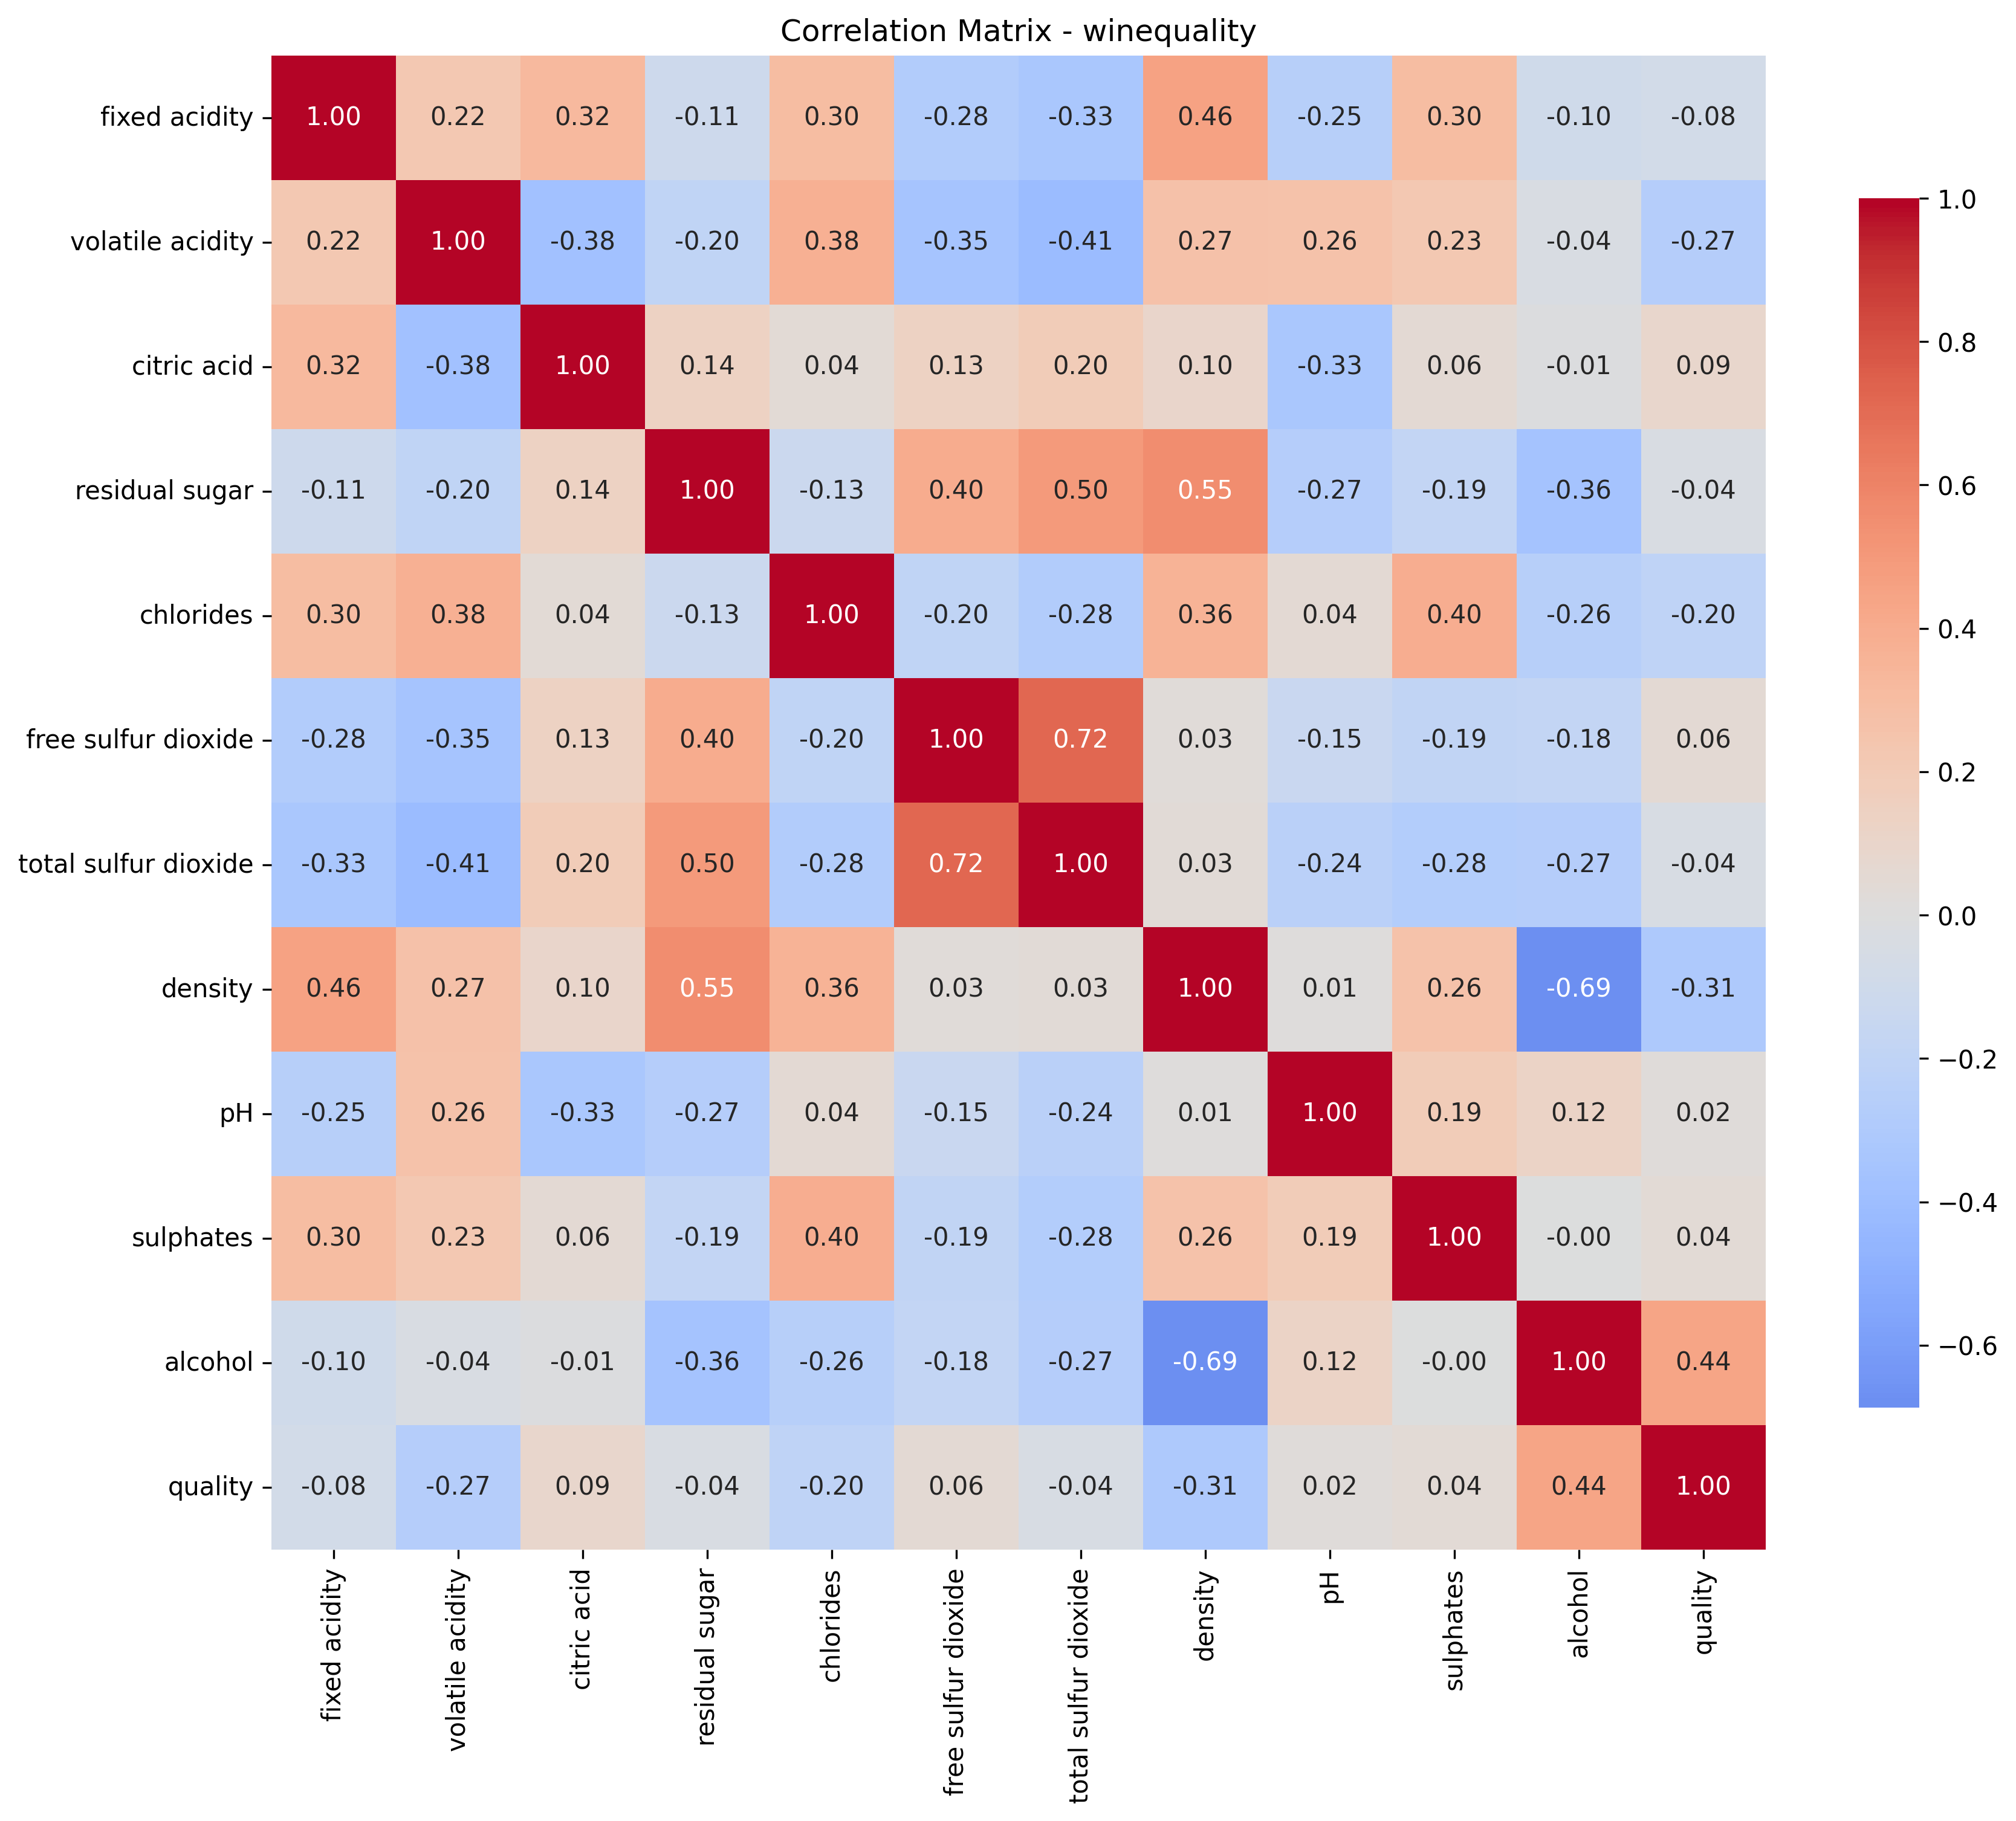 Correlation Matrix - winequality
fixed acidity 1.00 0.22 0.32 -0.11 0.30 -0.28 -0.33 0.46 -0.25 0.30 -0.10 -0.08
volatile acidity 0.22 1.00 -0.38 -0.20 0.38 -0.35 -0.41 0.27 0.26 0.23 -0.04 -0.27
citric acid 0.32 -0.38 1.00 0.14 0.04 0.13 0.20 0.10 -0.33 0.06 -0.01 0.09
residual sugar -0.11 -0.20 0.14 1.00 -0.13 0.40 0.50 0.55 -0.27 -0.19 -0.36 -0.04
chlorides 0.30 0.38 0.04 -0.13 1.00 -0.20 -0.28 0.36 0.04 0.40 -0.26 -0.20
free sulfur dioxide -0.28 -0.35 0.13 0.40 -0.20 1.00 0.72 0.03 -0.15 -0.19 -0.18 0.06
total sulfur dioxide -0.33 -0.41 0.20 0.50 -0.28 0.72 1.00 0.03 -0.24 -0.28 -0.27 -0.04
density 0.46 0.27 0.10 0.55 0.36 0.03 0.03 1.00 0.01 0.26 -0.69 -0.31
pH -0.25 0.26 -0.33 -0.27 0.04 -0.15 -0.24 0.01 1.00 0.19 0.12 0.02
sulphates 0.30 0.23 0.06 -0.19 0.40 -0.19 -0.28 0.26 0.19 1.00 -0.00 0.04
alcohol -0.10 -0.04 -0.01 -0.36 -0.26 -0.18 -0.27 -0.69 0.12 -0.00 1.00 0.44
quality -0.08 -0.27 0.09 -0.04 -0.20 0.06 -0.04 -0.31 0.02 0.04 0.44 1.00
fixed acidity
volatile acidity
citric acid
residual sugar
chlorides
free sulfur dioxide
total sulfur dioxide
density
pH
sulphates
alcohol
quality
1.0
0.8
0.6
0.4
0.2
0.0
−0.2
−0.4
−0.6